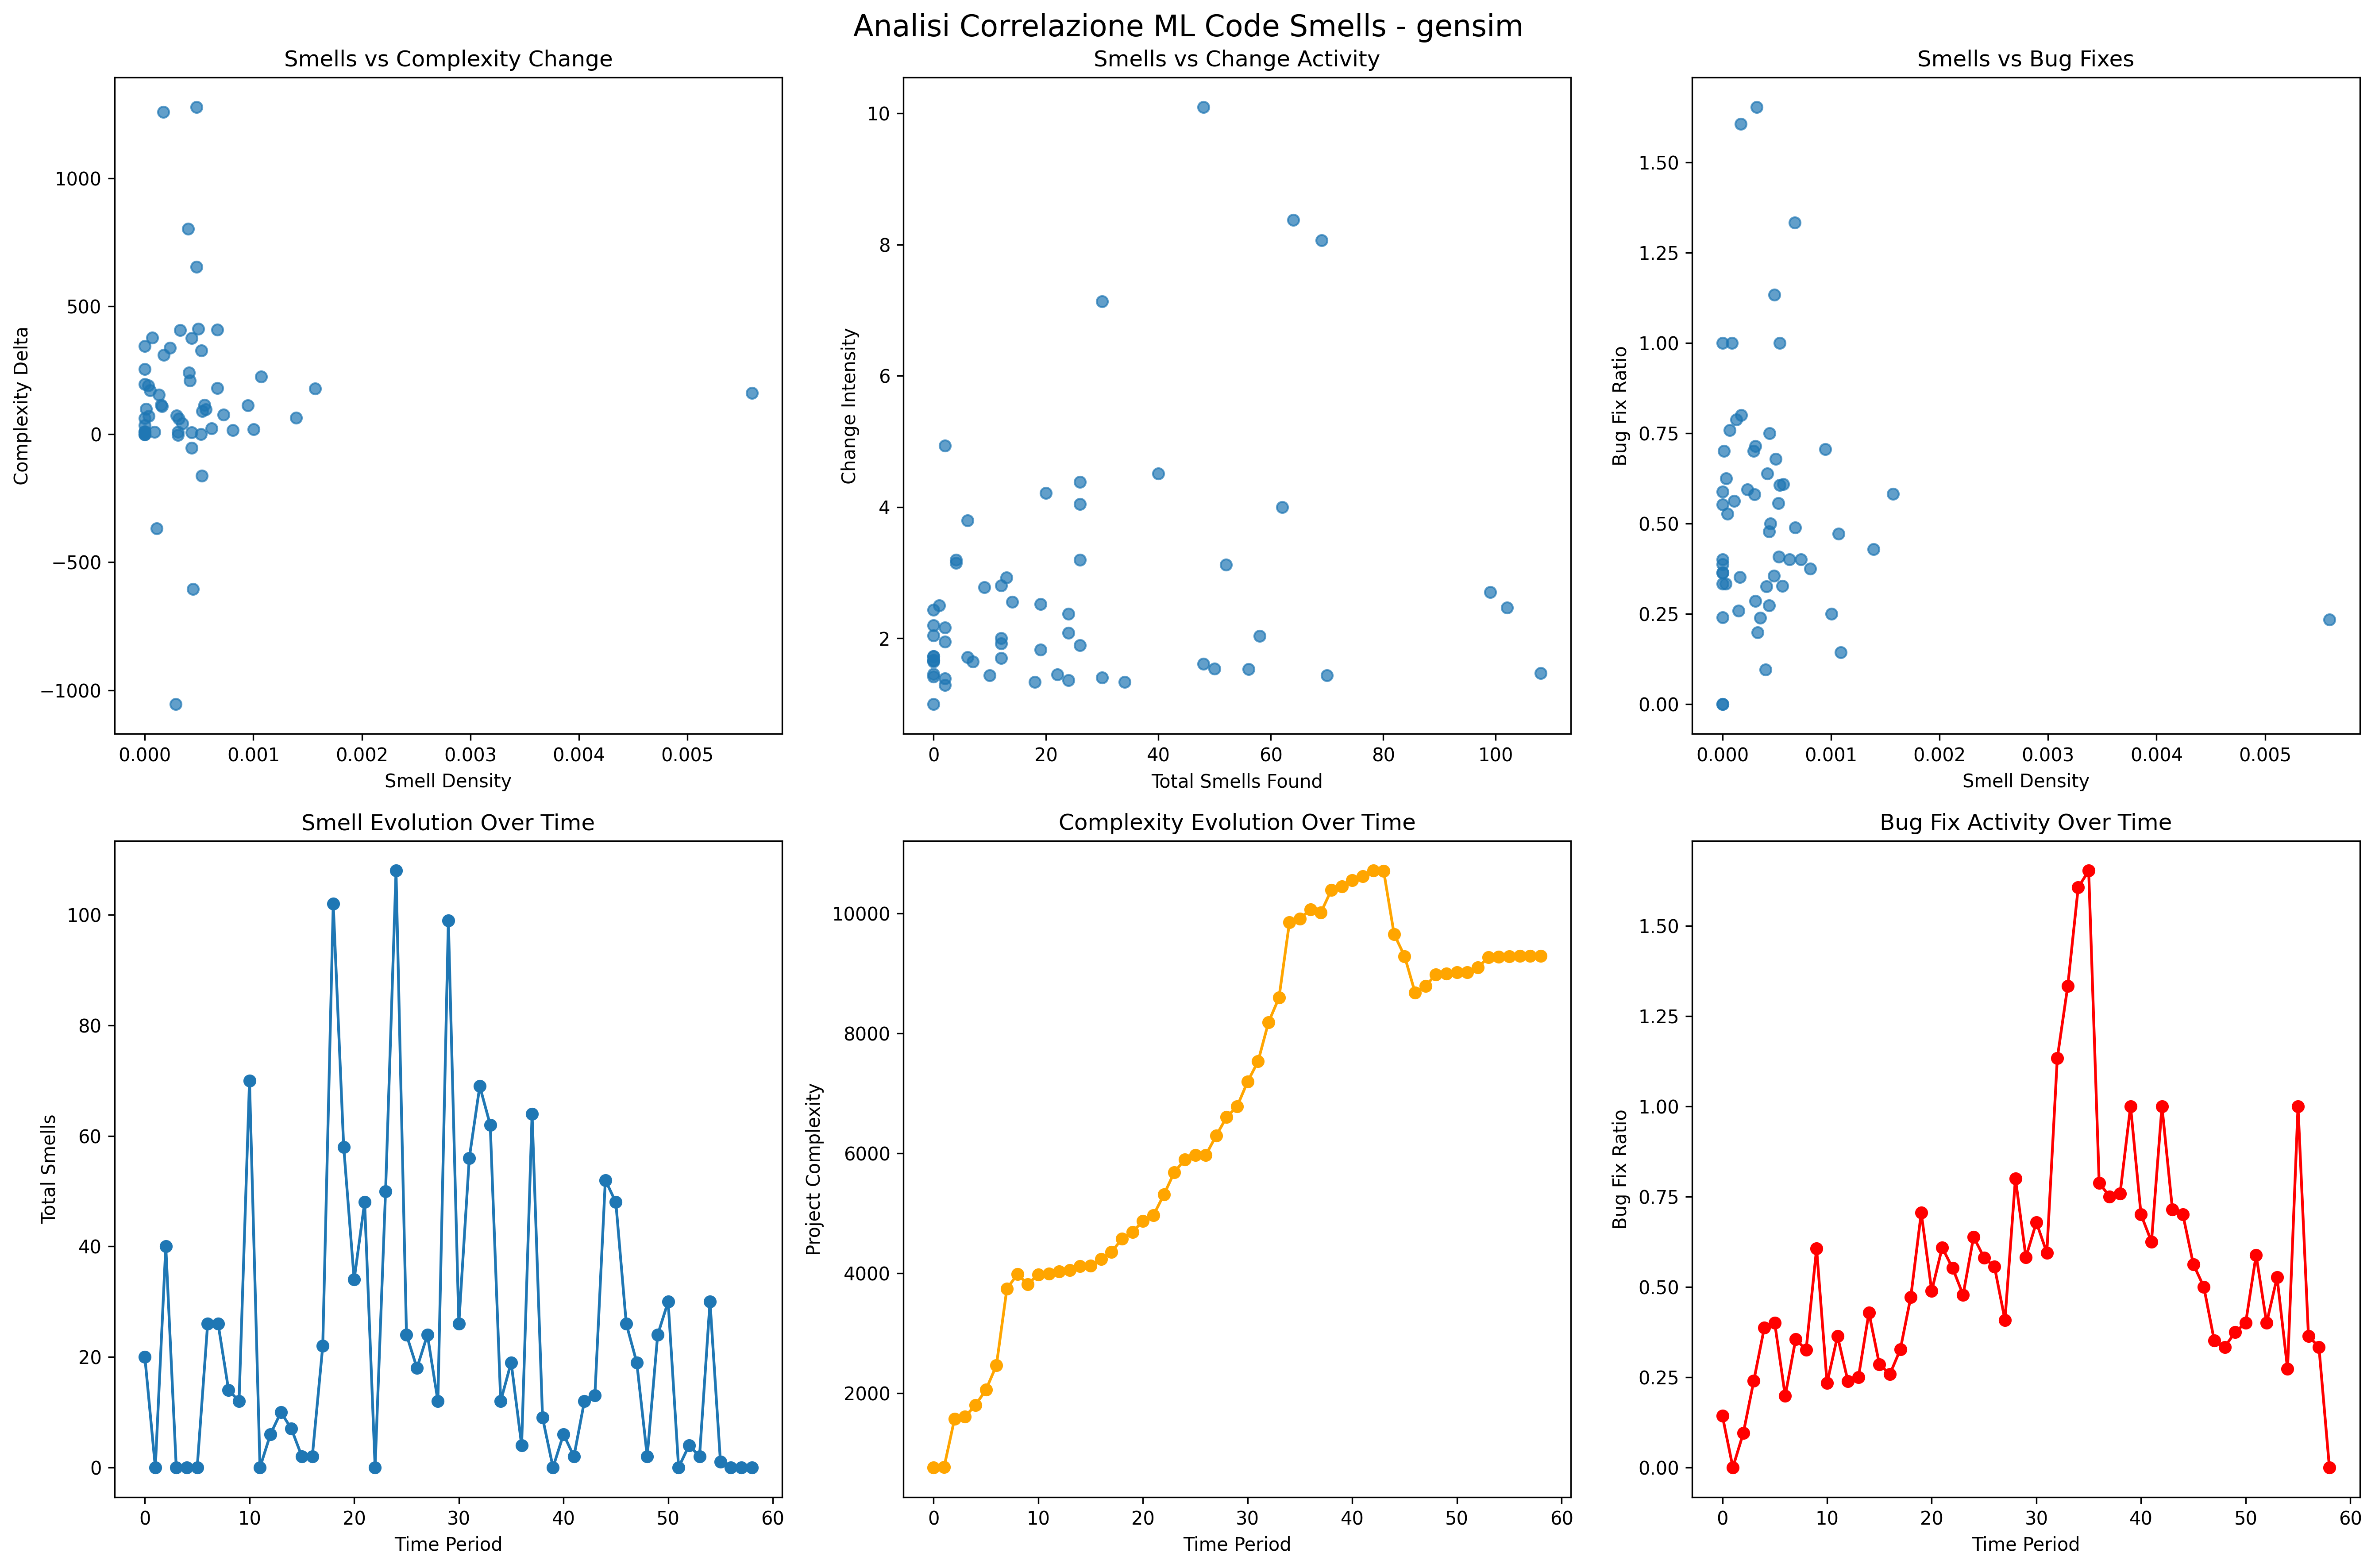 Analisi Correlazione ML Code Smells - gensim
Smells vs Complexity Change
Complexity Delta
1000
500
0
−500
−1000
0.000 0.001 0.002 0.003 0.004 0.005
Smell Density
Smells vs Change Activity
Change Intensity
10
8
6
4
2
0 20 40 60 80 100
Total Smells Found
Smells vs Bug Fixes
Bug Fix Ratio
1.50
1.25
1.00
0.75
0.50
0.25
0.00
0.000 0.001 0.002 0.003 0.004 0.005
Smell Density
Smell Evolution Over Time
Total Smells
100
80
60
40
20
0
0 10 20 30 40 50 60
Time Period
Complexity Evolution Over Time
Project Complexity
10000
8000
6000
4000
2000
0 10 20 30 40 50 60
Time Period
Bug Fix Activity Over Time
Bug Fix Ratio
1.50
1.25
1.00
0.75
0.50
0.25
0.00
0 10 20 30 40 50 60
Time Period